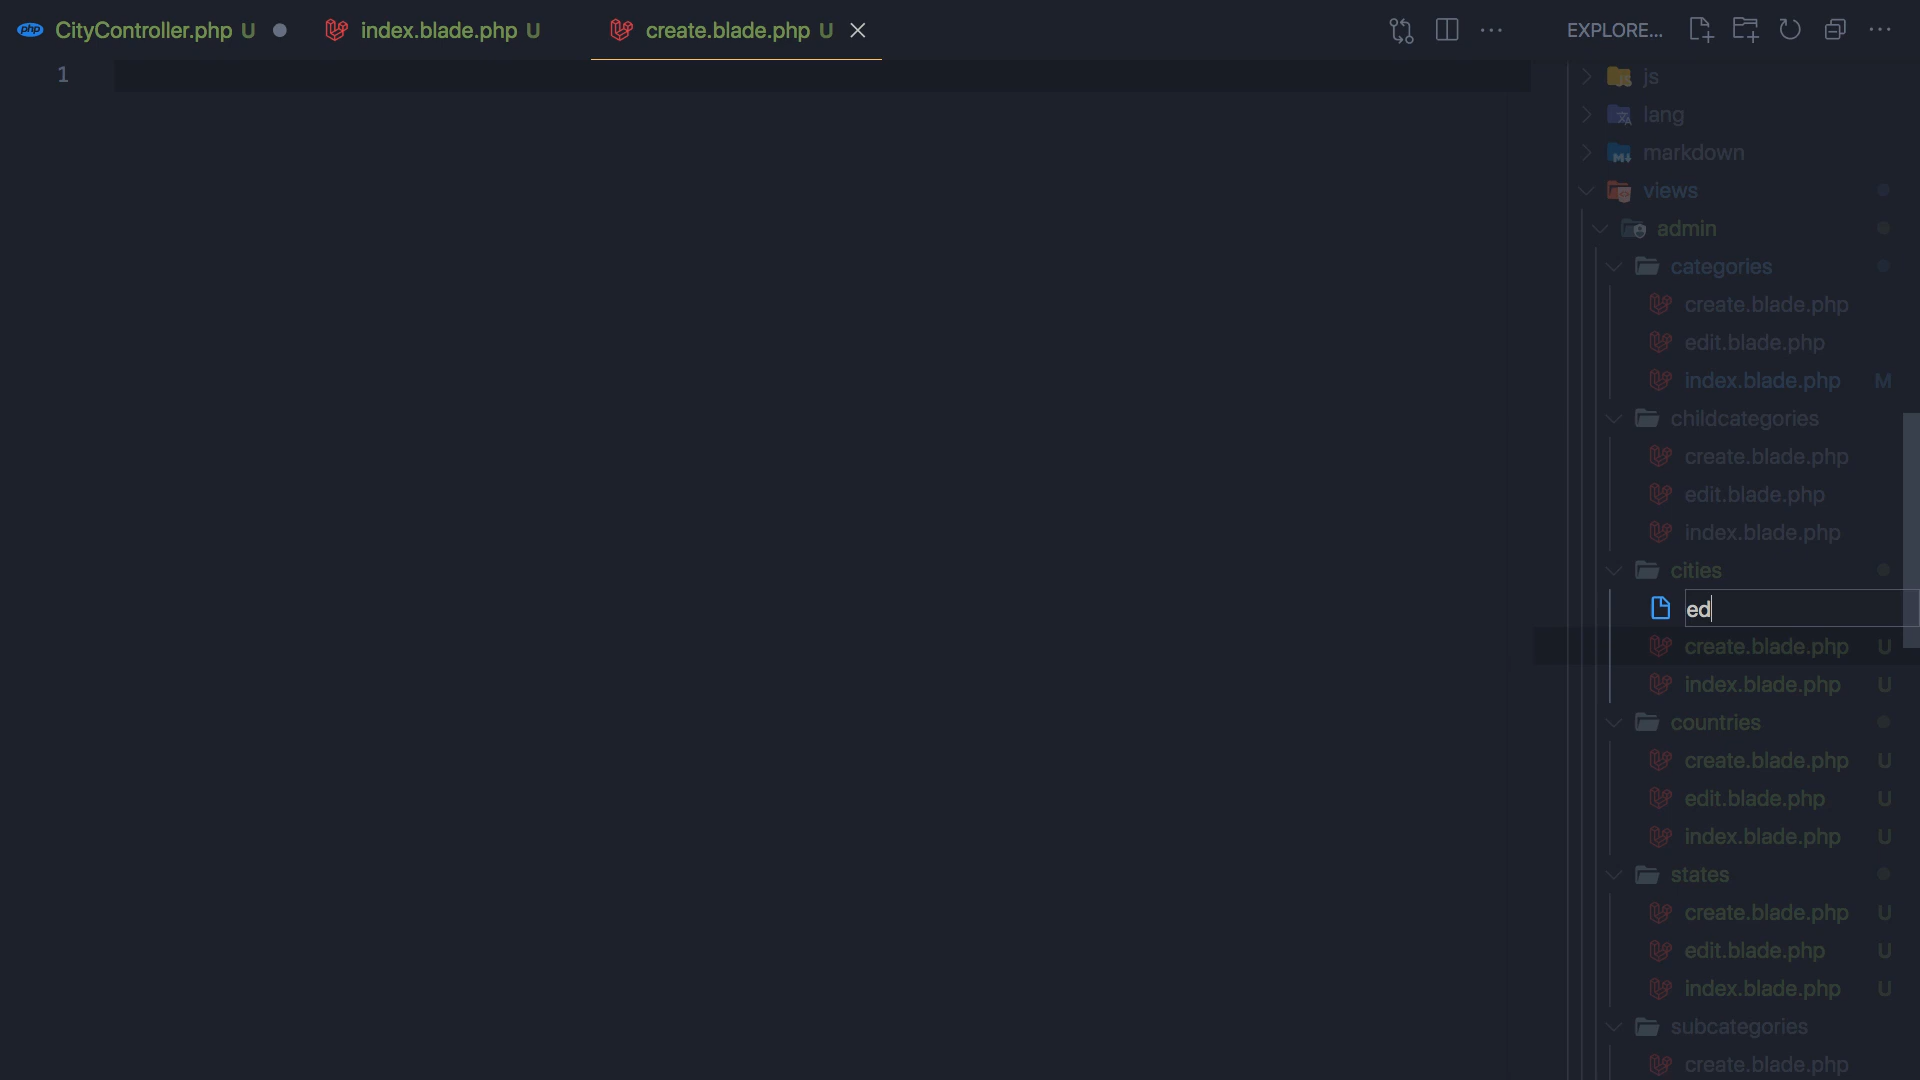 php CityController.php U
index.blade.php U
create.blade.php U
EXPLORE...
1
js
lang
markdown
views
admin
categories
create.blade.php
edit.blade.php
index.blade.php M
childcategories
create.blade.php
edit.blade.php
index.blade.php
cities
ed
create.blade.php U
index.blade.php U
countries
create.blade.php U
edit.blade.php U
index.blade.php U
states
create.blade.php U
edit.blade.php U
index.blade.php U
subcategories
create.blade.php